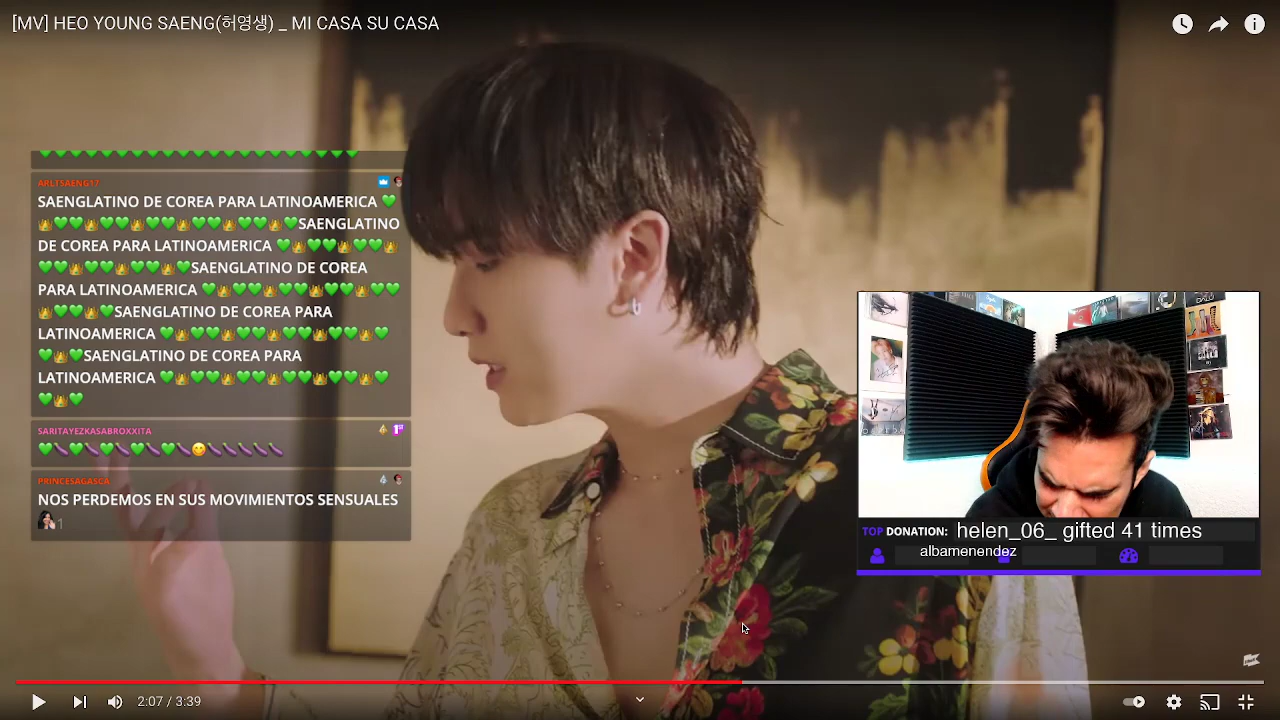 [MV] HEO YOUNG SAENG(허영생) _ MI CASA SU CASA
ARLTSAENG17
SAENGLATINO DE COREA PARA LATINOAMERICA 💚
👑💚💚👑💚💚👑💚💚👑💚💚👑💚💚👑💚SAENGLATINO
DE COREA PARA LATINOAMERICA 💚👑💚💚👑💚💚👑
💚💚👑💚💚👑💚💚👑💚SAENGLATINO DE COREA
PARA LATINOAMERICA 💚👑💚💚👑💚💚👑💚💚👑💚💚
👑💚💚👑💚SAENGLATINO DE COREA PARA
LATINOAMERICA 💚👑💚💚👑💚💚👑💚💚👑💚💚👑💚
💚👑💚SAENGLATINO DE COREA PARA
LATINOAMERICA 💚👑💚💚👑💚💚👑💚💚👑💚💚👑💚
💚👑💚
SARITAYEZKASABROXXITA
💚🍆💚🍆💚🍆💚🍆💚🍆😋🍆🍆🍆🍆🍆
PRINCESAGASCA
NOS PERDEMOS EN SUS MOVIMIENTOS SENSUALES
1
TOP DONATION: helen_06_ gifted 41 times
albamenendez
2:07 / 3:39